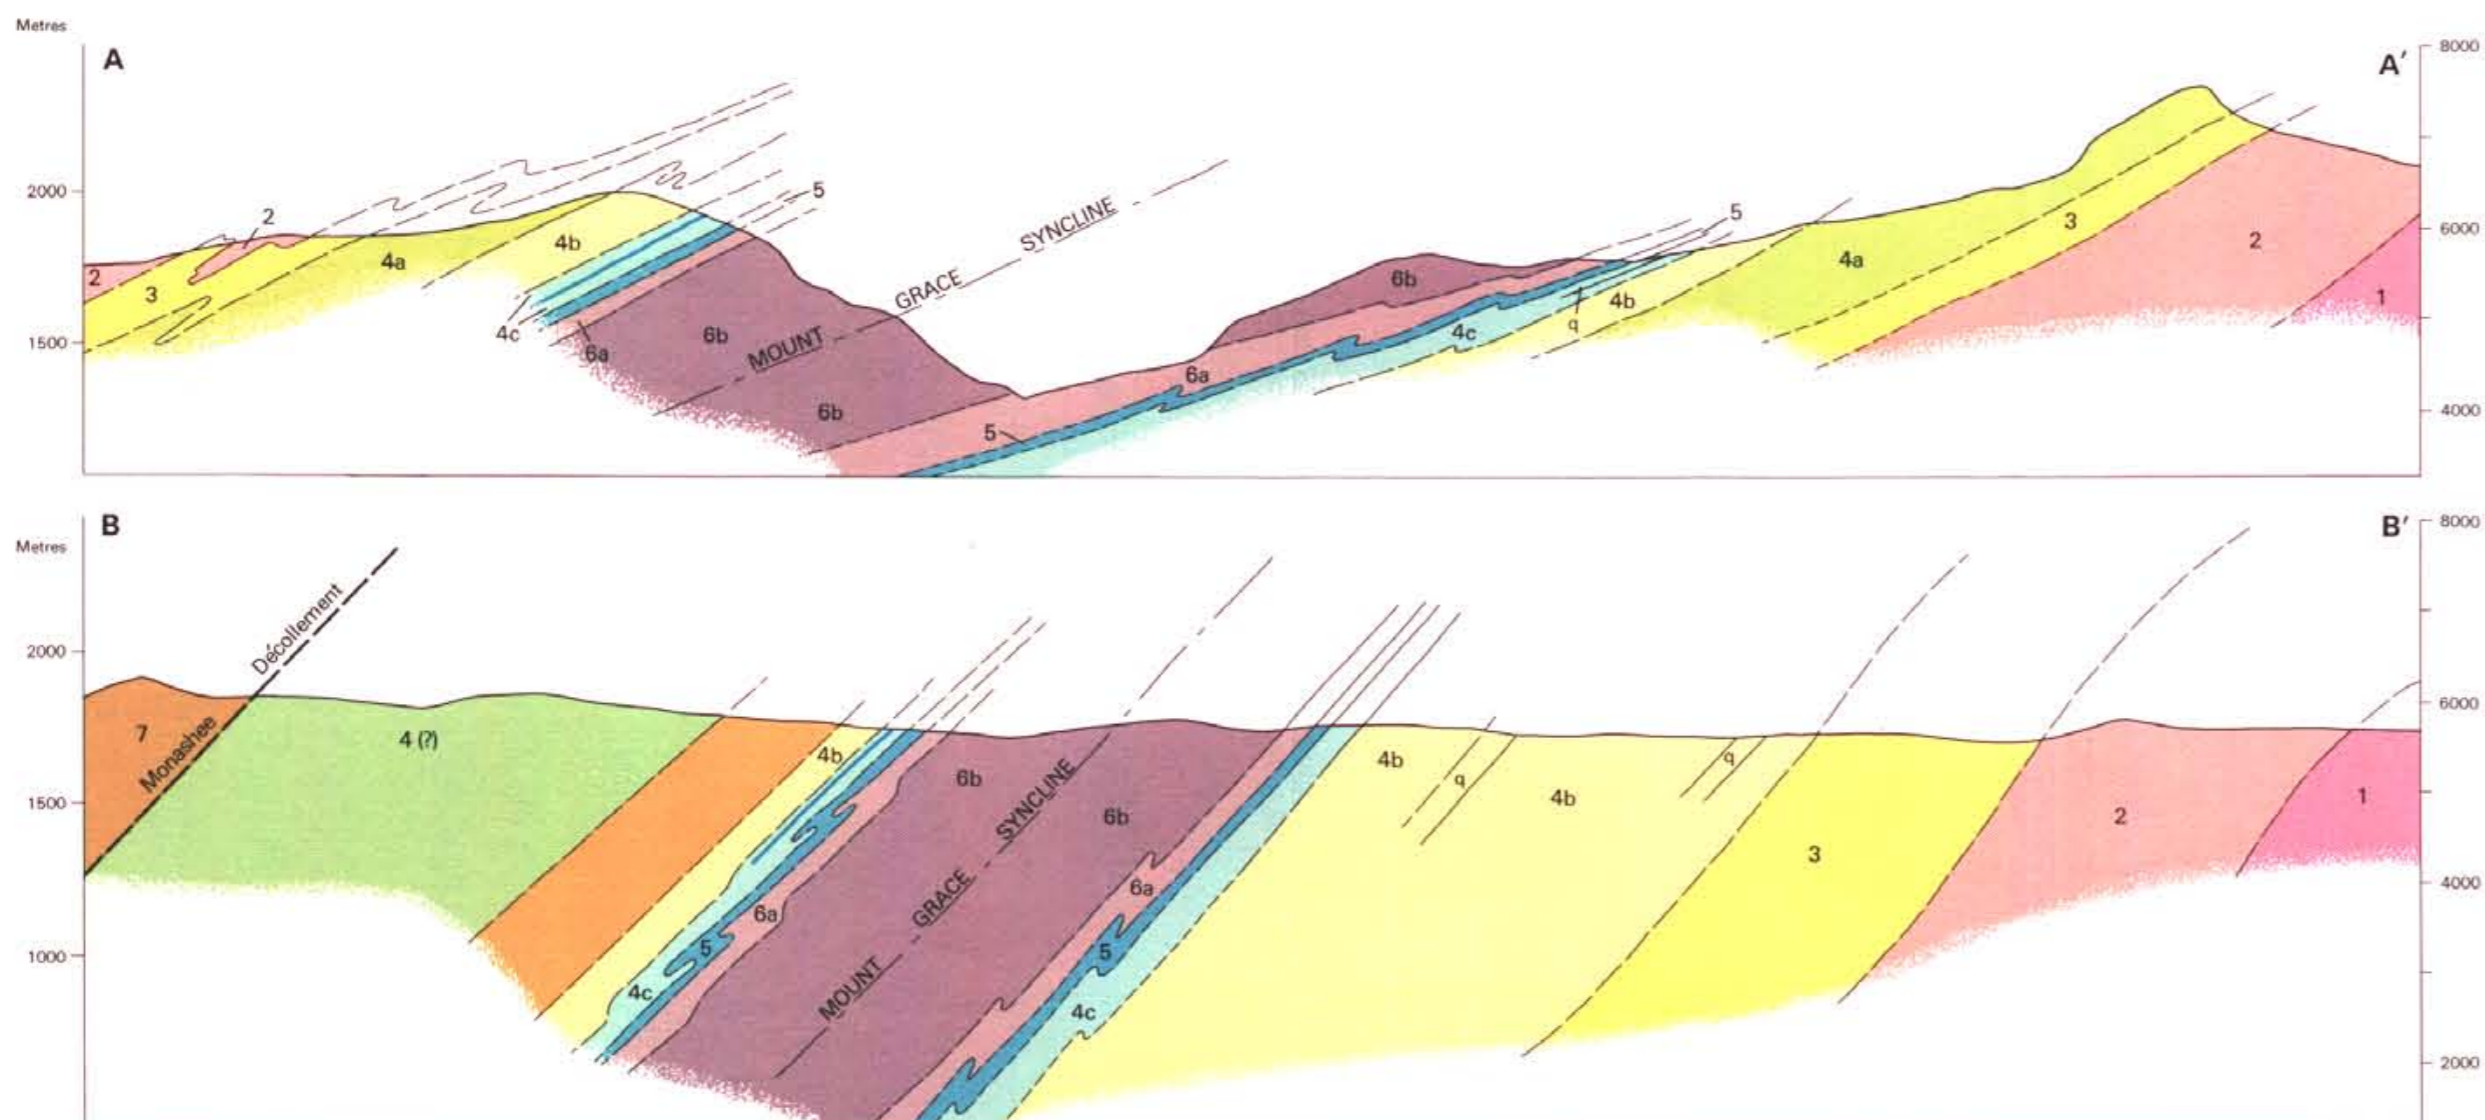 Metres
A
A′
8000
2
5
2000
4b
SYNCLINE
5
6000
2
4a
GRACE
3
2
3
6b
4a
4c
6b
MOUNT
4b
q
1
1500
6a
4c
6a
6b
4000
5
B
B′
8000
Metres
Décollement
2000
6000
7
Monashee
4 (?)
4b
4b
q
q
6b
SYNCLINE
4b
1
1500
6b
2
3
6a
GRACE
6a
4000
5
5
1000
MOUNT
4c
4c
2000